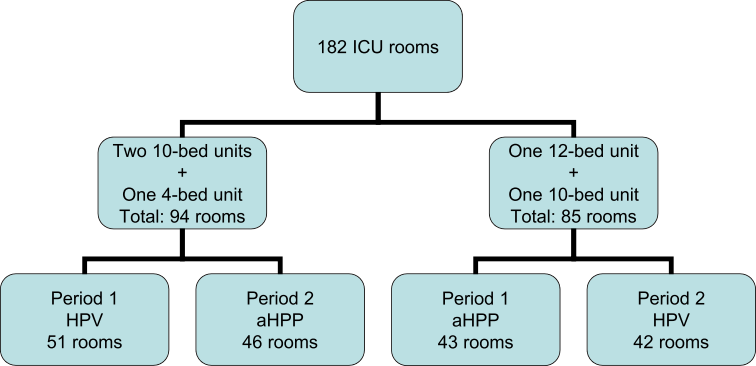 182 ICU rooms
Two 10-bed units
+
One 4-bed unit
Total: 94 rooms
One 12-bed unit
+
One 10-bed unit
Total: 85 rooms
Period 1
HPV
51 rooms
Period 2
aHPP
46 rooms
Period 1
aHPP
43 rooms
Period 2
HPV
42 rooms